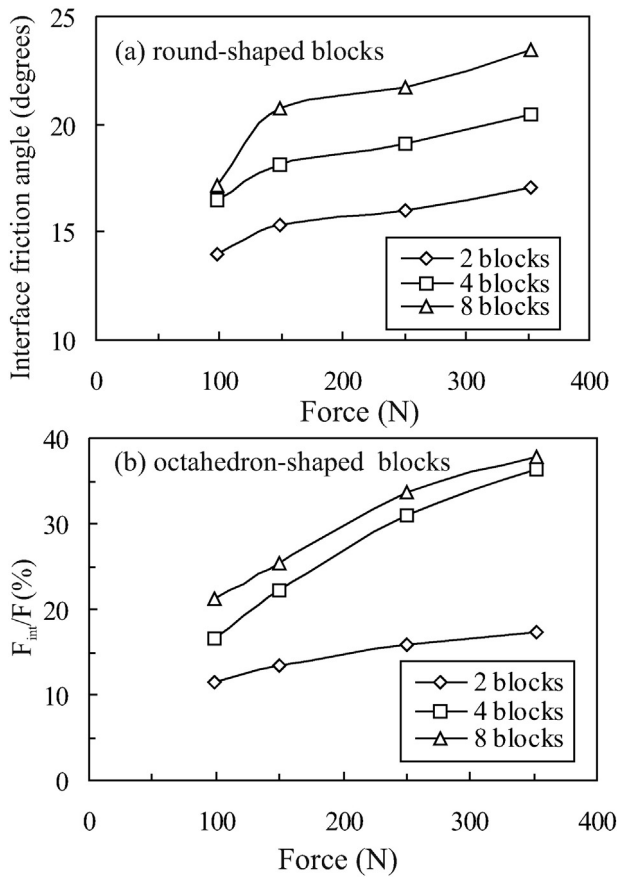 25
(a) round-shaped blocks
20
15
10
Interface friction angle (degrees)
2 blocks
4 blocks
8 blocks
0
100
200
300
400
Force (N)
40
(b) octahedron-shaped blocks
30
20
10
0
F_int/F(%)
2 blocks
4 blocks
8 blocks
0
100
200
300
400
Force (N)